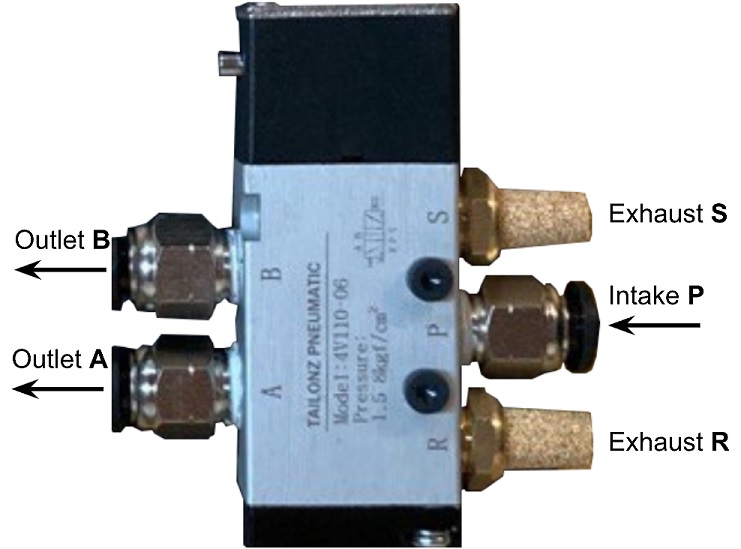 Outlet B
Outlet A
Exhaust S
Intake P
Exhaust R
B
A
S
P
R
TAILONZ PNEUMATIC
Model:4V110-06
Pressure:
1.5 8kgf/cm²